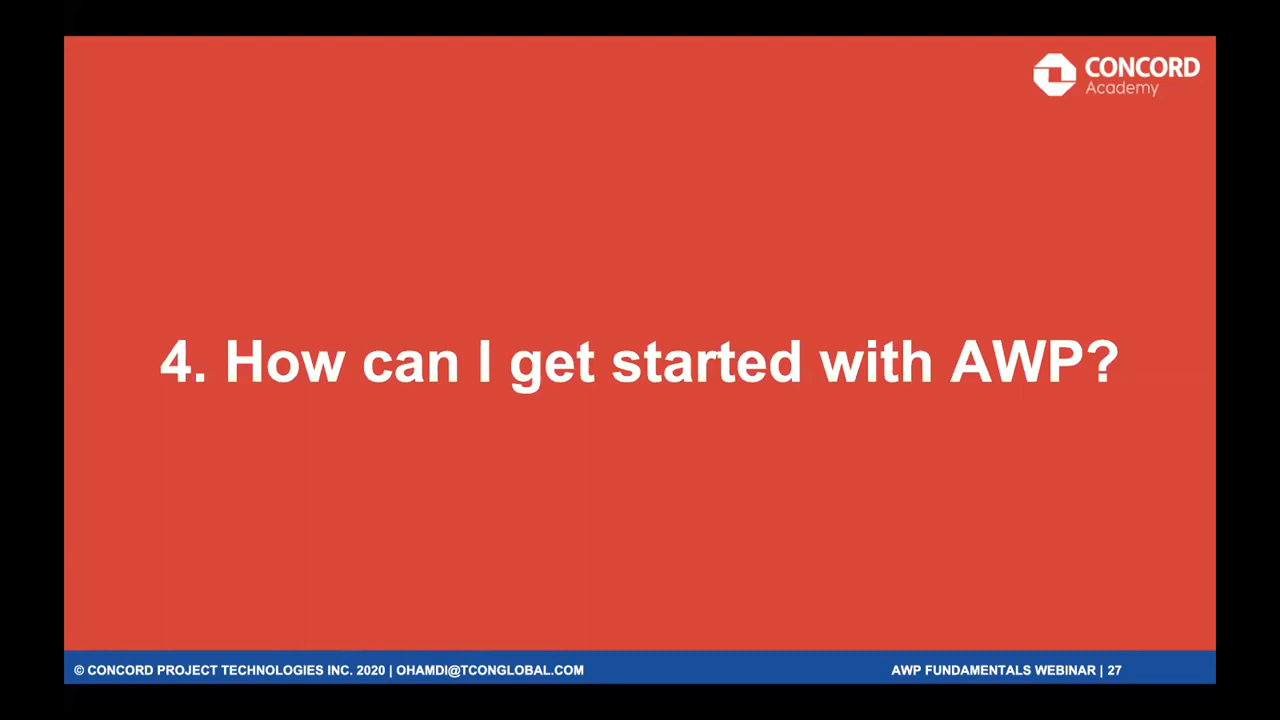 CONCORD
Academy
4. How can I get started with AWP?
© CONCORD PROJECT TECHNOLOGIES INC. 2020 | OHAMDI@TCONGLOBAL.COM
AWP FUNDAMENTALS WEBINAR | 27